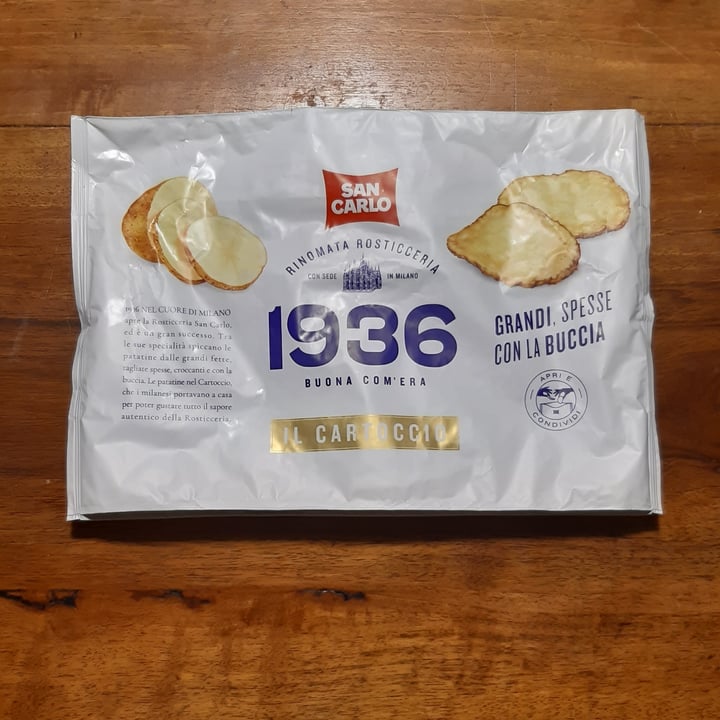 SAN
CARLO
RINOMATA ROSTICCERIA
CON SEDE IN MILANO
1936
BUONA COM'ERA
IL CARTOCCIO
1936 NEL CUORE DI MILANO
apre la Rosticceria San Carlo,
ed è un gran successo. Tra
le sue specialità spiccano le
patatine dalle grandi fette,
tagliate spesse, croccanti e con la
buccia. Le patatine nel Cartoccio,
che i milanesi portavano a casa
per poter gustare tutto il sapore
autentico della Rosticceria.
GRANDI, SPESSE
CON LA BUCCIA
APRI E
CONDIVIDI